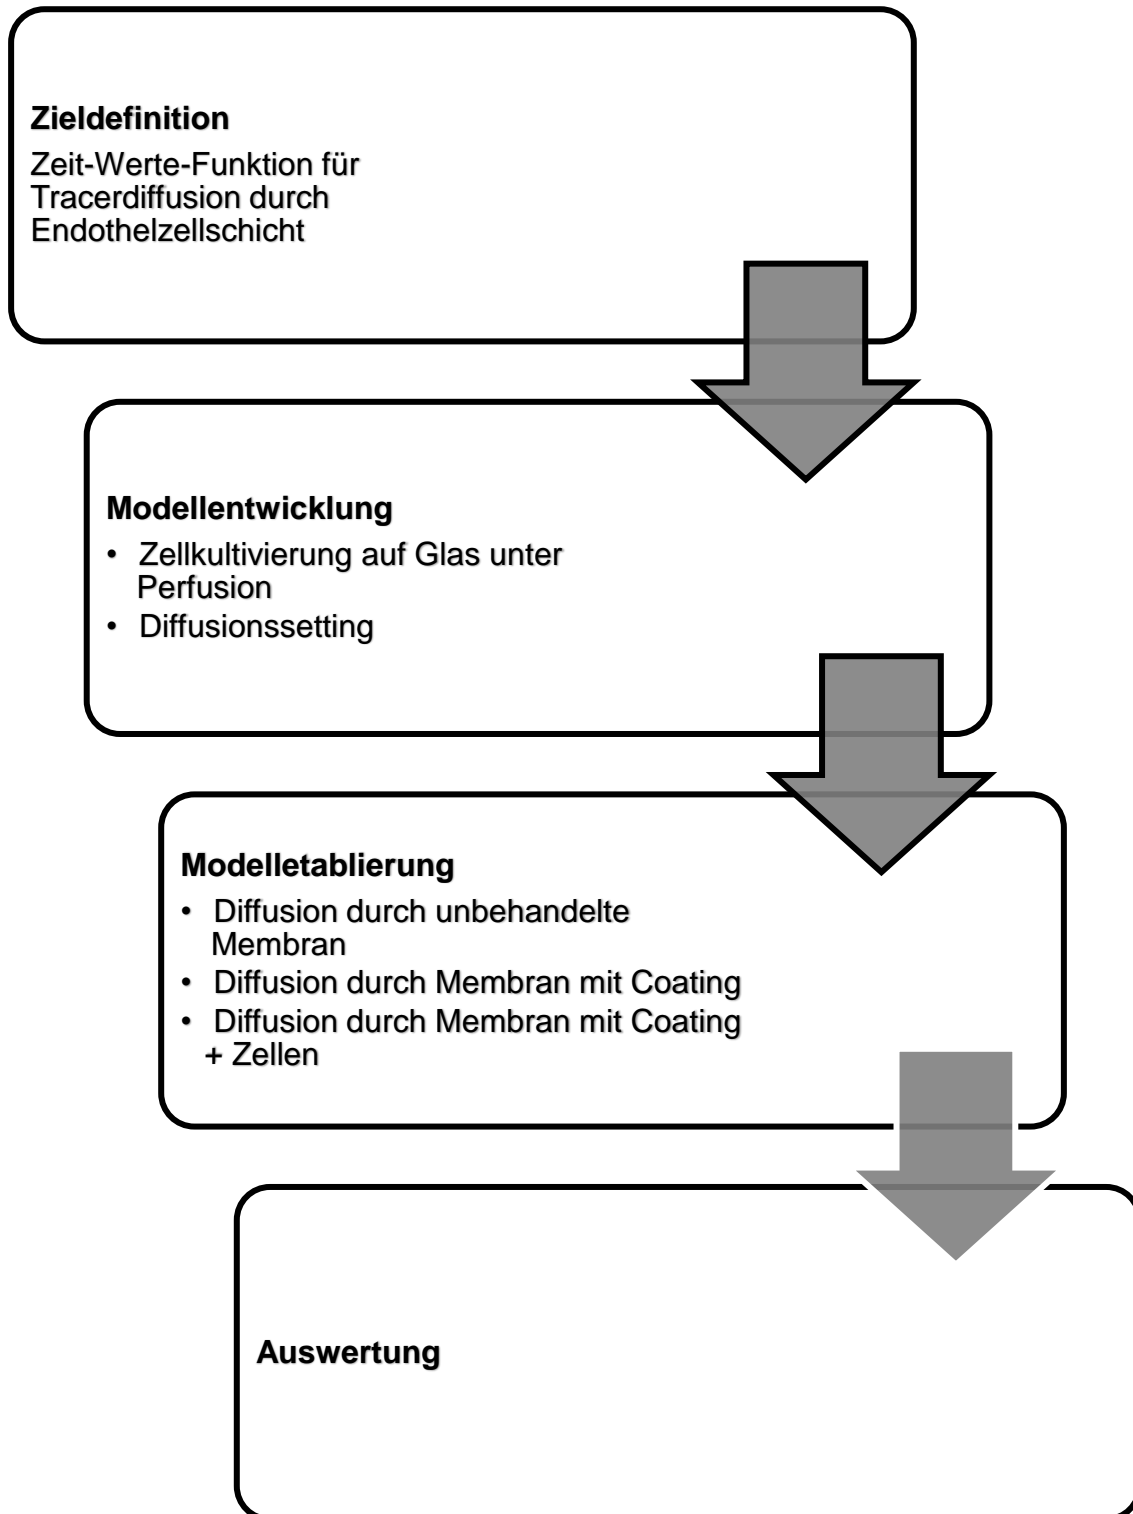 Zieldefinition
Zeit-Werte-Funktion für
Tracerdiffusion durch
Endothelzellschicht
Modellentwicklung
• Zellkultivierung auf Glas unter
Perfusion
• Diffusionssetting
Modelletablierung
• Diffusion durch unbehandelte
Membran
• Diffusion durch Membran mit Coating
• Diffusion durch Membran mit Coating
+ Zellen
Auswertung